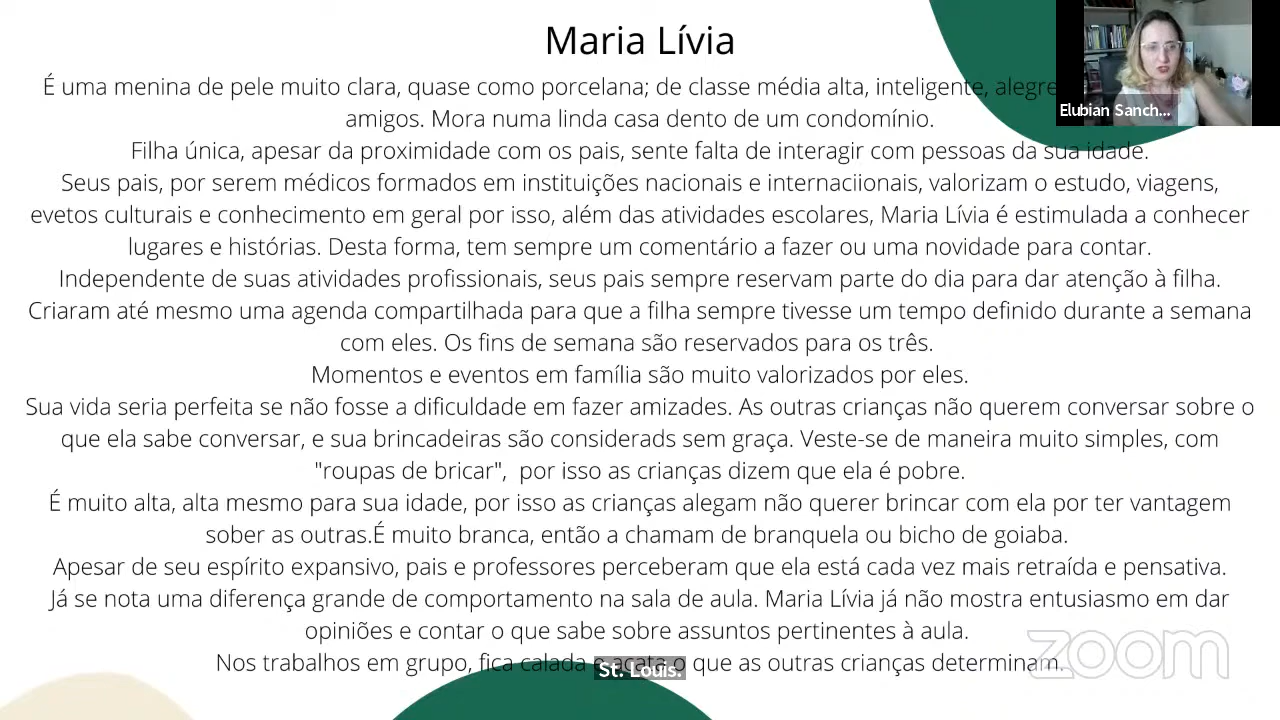 Maria Lívia
É uma menina de pele muito clara, quase como porcelana; de classe média alta, inteligente, alegre
amigos. Mora numa linda casa dento de um condomínio.
Filha única, apesar da proximidade com os pais, sente falta de interagir com pessoas da sua idade.
Seus pais, por serem médicos formados em instituições nacionais e internaciionais, valorizam o estudo, viagens,
evetos culturais e conhecimento em geral por isso, além das atividades escolares, Maria Lívia é estimulada a conhecer
lugares e histórias. Desta forma, tem sempre um comentário a fazer ou uma novidade para contar.
Independente de suas atividades profissionais, seus pais sempre reservam parte do dia para dar atenção à filha.
Criaram até mesmo uma agenda compartilhada para que a filha sempre tivesse um tempo definido durante a semana
com eles. Os fins de semana são reservados para os três.
Momentos e eventos em família são muito valorizados por eles.
Sua vida seria perfeita se não fosse a dificuldade em fazer amizades. As outras crianças não querem conversar sobre o
que ela sabe conversar, e sua brincadeiras são considerads sem graça. Veste-se de maneira muito simples, com
"roupas de bricar",  por isso as crianças dizem que ela é pobre.
É muito alta, alta mesmo para sua idade, por isso as crianças alegam não querer brincar com ela por ter vantagem
sober as outras.É muito branca, então a chamam de branquela ou bicho de goiaba.
Apesar de seu espírito expansivo, pais e professores perceberam que ela está cada vez mais retraída e pensativa.
Já se nota uma diferença grande de comportamento na sala de aula. Maria Lívia já não mostra entusiasmo em dar
opiniões e contar o que sabe sobre assuntos pertinentes à aula.
Nos trabalhos em grupo, fica calada e acata o que as outras crianças determinam.
Elubian Sanch...
St. Louis.
zoom